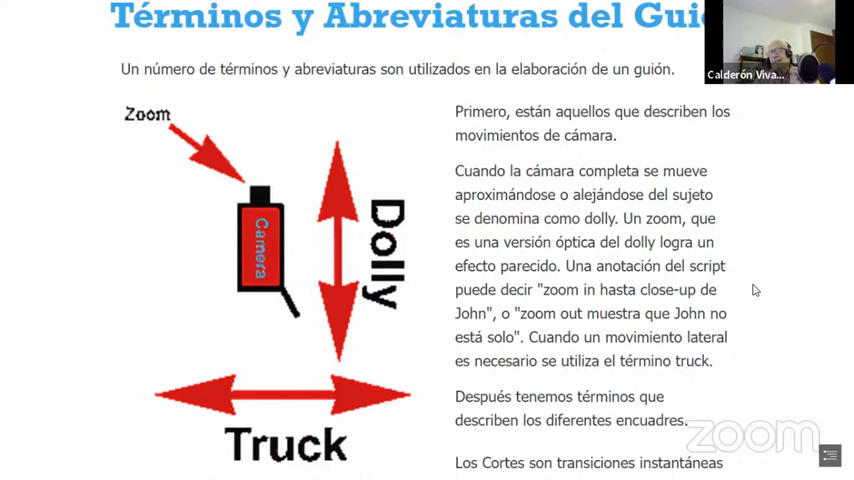 Términos y Abreviaturas del Gui
Calderón Viva...
Un número de términos y abreviaturas son utilizados en la elaboración de un guión.
Zoom
Camera
Dolly
Truck
Primero, están aquellos que describen los
movimientos de cámara.
Cuando la cámara completa se mueve
aproximándose o alejándose del sujeto
se denomina como dolly. Un zoom, que
es una versión óptica del dolly logra un
efecto parecido. Una anotación del script
puede decir "zoom in hasta close-up de
John", o "zoom out muestra que John no
está solo". Cuando un movimiento lateral
es necesario se utiliza el término truck.
Después tenemos términos que
describen los diferentes encuadres.
Los Cortes son transiciones instantáneas
zoom